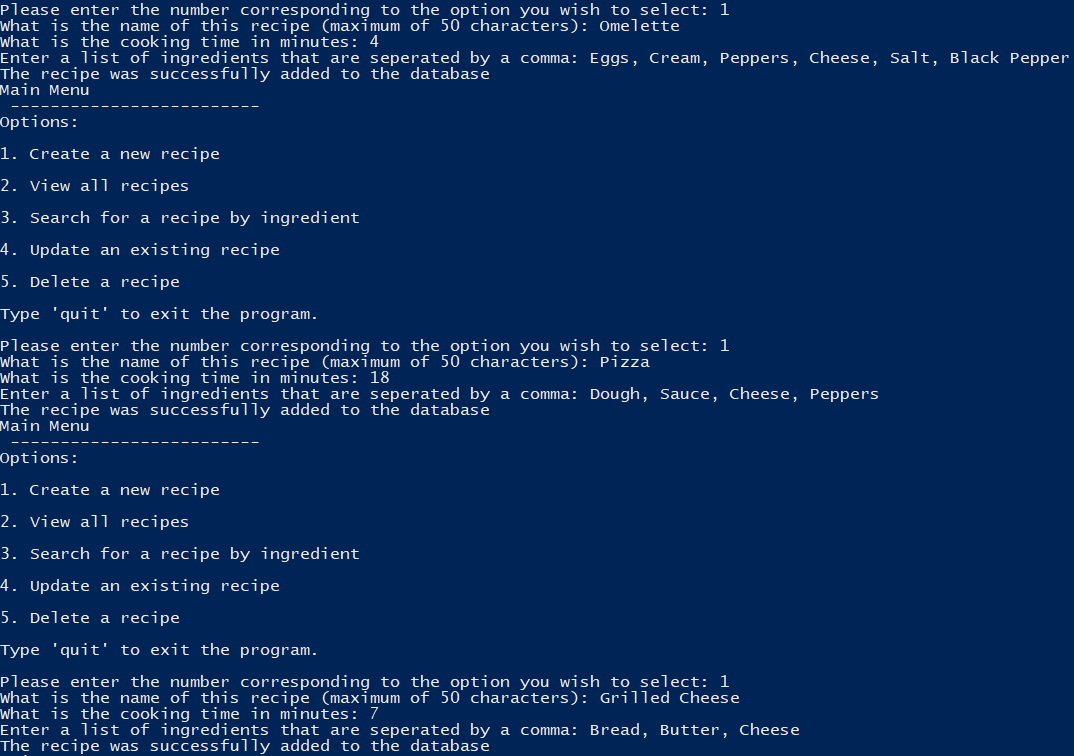 Please enter the number corresponding to the option you wish to select: 1
What is the name of this recipe (maximum of 50 characters): Omelette
What is the cooking time in minutes: 4
Enter a list of ingredients that are seperated by a comma: Eggs, Cream, Peppers, Cheese, Salt, Black Pepper
The recipe was successfully added to the database
Main Menu
-------------------------
Options:
1. Create a new recipe
2. View all recipes
3. Search for a recipe by ingredient
4. Update an existing recipe
5. Delete a recipe
Type 'quit' to exit the program.
Please enter the number corresponding to the option you wish to select: 1
What is the name of this recipe (maximum of 50 characters): Pizza
What is the cooking time in minutes: 18
Enter a list of ingredients that are seperated by a comma: Dough, Sauce, Cheese, Peppers
The recipe was successfully added to the database
Main Menu
-------------------------
Options:
1. Create a new recipe
2. View all recipes
3. Search for a recipe by ingredient
4. Update an existing recipe
5. Delete a recipe
Type 'quit' to exit the program.
Please enter the number corresponding to the option you wish to select: 1
What is the name of this recipe (maximum of 50 characters): Grilled Cheese
What is the cooking time in minutes: 7
Enter a list of ingredients that are seperated by a comma: Bread, Butter, Cheese
The recipe was successfully added to the database